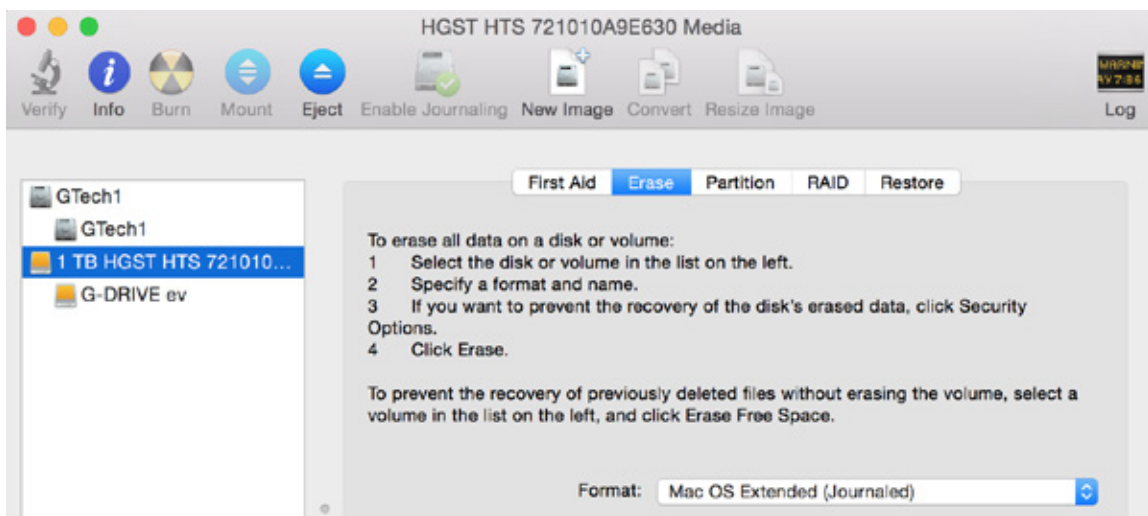 HGST HTS 721010A9E630 Media
Verify Info Burn Mount Eject Enable Journaling New Image Convert Resize Image Log
WARNIN
AY 7:86
GTech1
GTech1
1 TB HGST HTS 721010...
G-DRIVE ev
First Aid Erase Partition RAID Restore
To erase all data on a disk or volume:
1 Select the disk or volume in the list on the left.
2 Specify a format and name.
3 If you want to prevent the recovery of the disk's erased data, click Security
Options.
4 Click Erase.
To prevent the recovery of previously deleted files without erasing the volume, select a
volume in the list on the left, and click Erase Free Space.
Format: Mac OS Extended (Journaled)